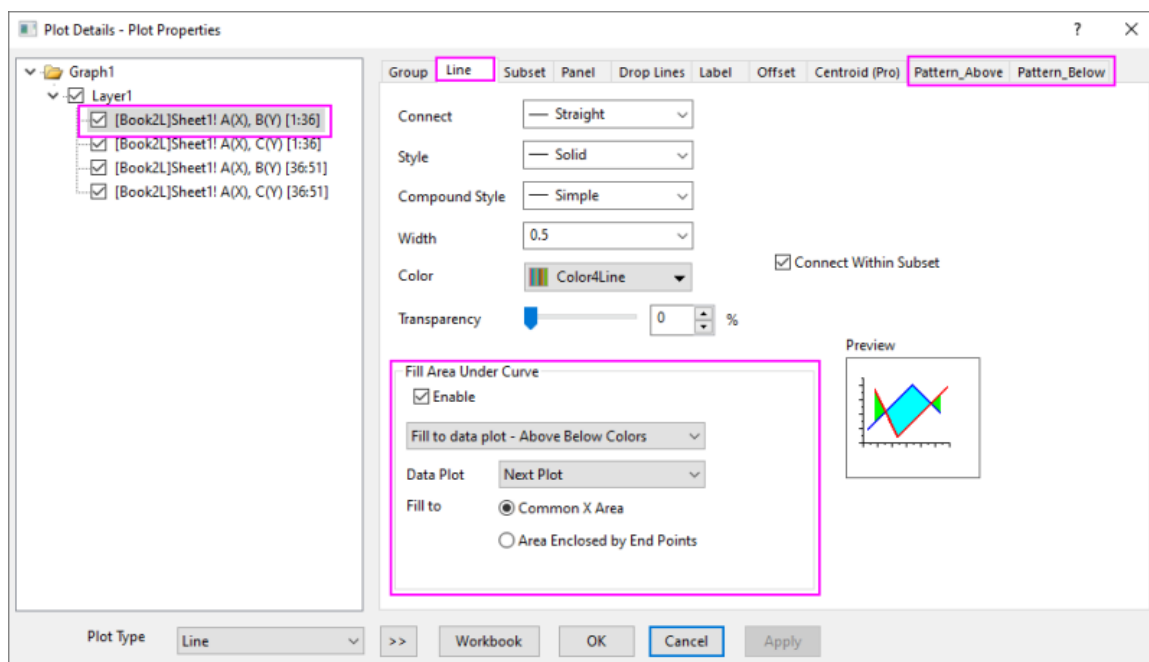 Plot Details - Plot Properties
?
Graph1
Layer1
[Book2L]Sheet1! A(X), B(Y) [1:36]
[Book2L]Sheet1! A(X), C(Y) [1:36]
[Book2L]Sheet1! A(X), B(Y) [36:51]
[Book2L]Sheet1! A(X), C(Y) [36:51]
Group Line Subset Panel Drop Lines Label Offset Centroid (Pro) Pattern_Above Pattern_Below
Connect Straight
Style Solid
Compound Style Simple
Width 0.5
Color Color4Line
Connect Within Subset
Transparency 0 %
Preview
Fill Area Under Curve
Enable
Fill to data plot - Above Below Colors
Data Plot Next Plot
Fill to Common X Area
Area Enclosed by End Points
Plot Type Line >> Workbook OK Cancel Apply